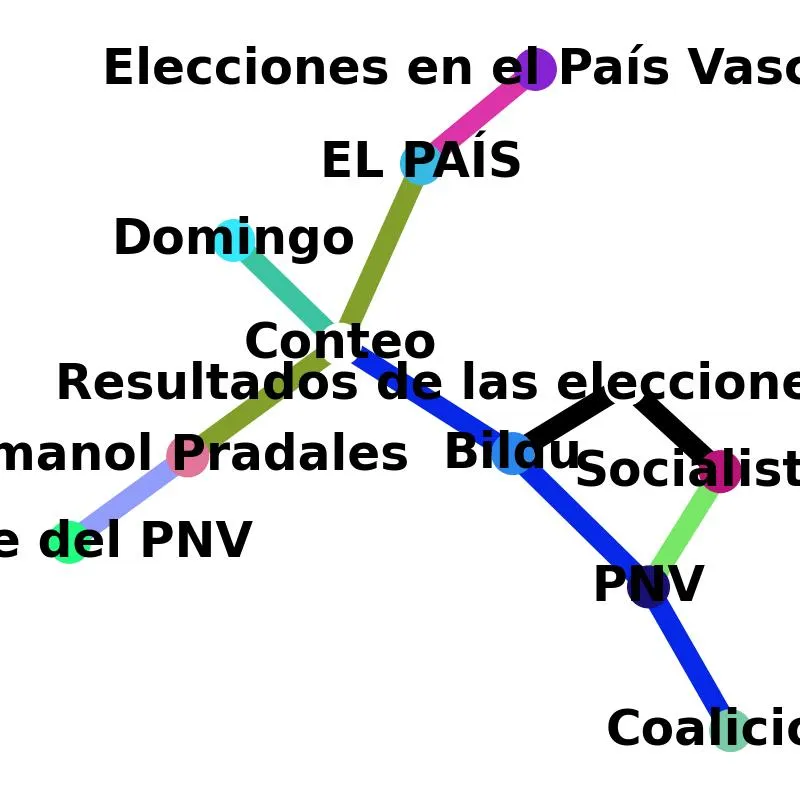 Elecciones en el País Vasc
EL PAÍS
Domingo
Conteo
Resultados de las eleccione
manol Pradales
Bildu
Socialist
e del PNV
PNV
Coalicio